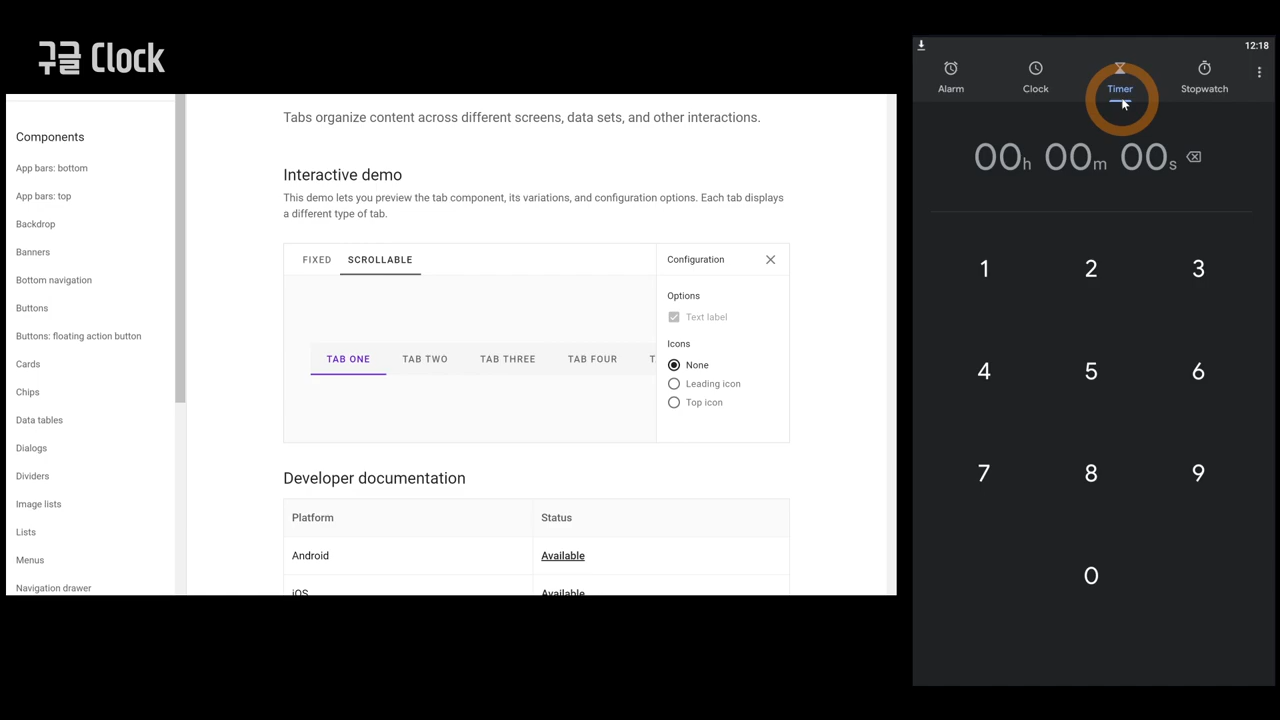 구글 Clock
Components
App bars: bottom
App bars: top
Backdrop
Banners
Bottom navigation
Buttons
Buttons: floating action button
Cards
Chips
Data tables
Dialogs
Dividers
Image lists
Lists
Menus
Navigation drawer
Tabs organize content across different screens, data sets, and other interactions.
Interactive demo
This demo lets you preview the tab component, its variations, and configuration options. Each tab displays
a different type of tab.
FIXED SCROLLABLE
TAB ONE TAB TWO TAB THREE TAB FOUR T
Configuration
Options
Text label
Icons
None
Leading icon
Top icon
Developer documentation
Platform Status
Android Available
iOS Available
12:18
Alarm Clock Timer Stopwatch
00h 00m 00s
1 2 3
4 5 6
7 8 9
0